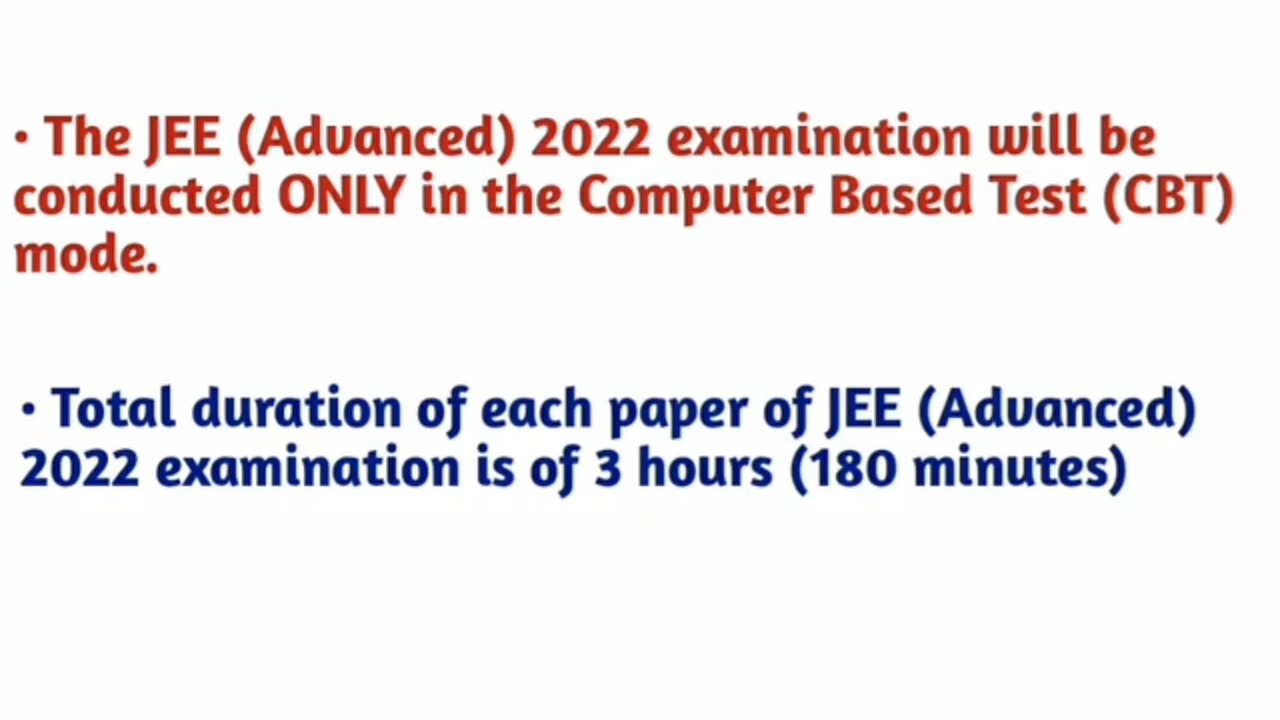 • The JEE (Advanced) 2022 examination will be
conducted ONLY in the Computer Based Test (CBT)
mode.
• Total duration of each paper of JEE (Advanced)
2022 examination is of 3 hours (180 minutes)